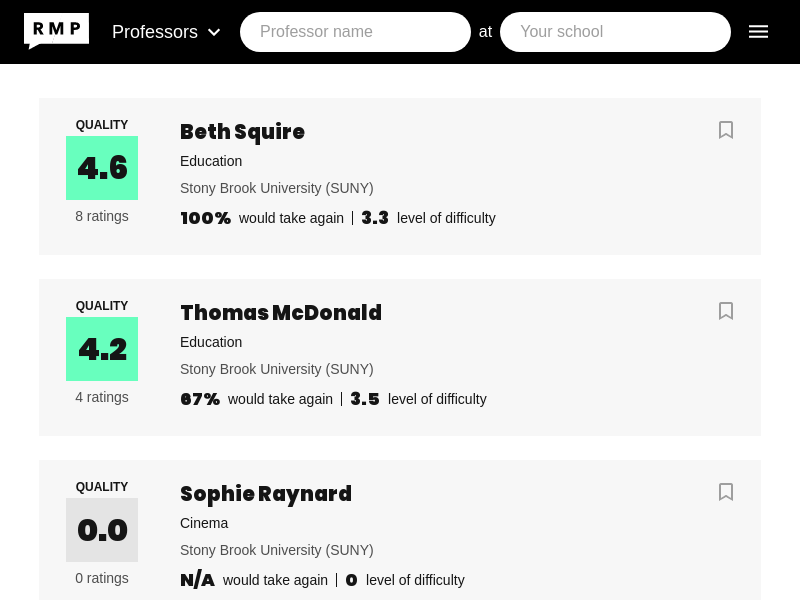 RMP
Professors
Professor name
at
Your school
QUALITY
4.6
8 ratings
Beth Squire
Education
Stony Brook University (SUNY)
100% would take again | 3.3 level of difficulty
QUALITY
4.2
4 ratings
Thomas McDonald
Education
Stony Brook University (SUNY)
67% would take again | 3.5 level of difficulty
QUALITY
0.0
0 ratings
Sophie Raynard
Cinema
Stony Brook University (SUNY)
N/A would take again | 0 level of difficulty